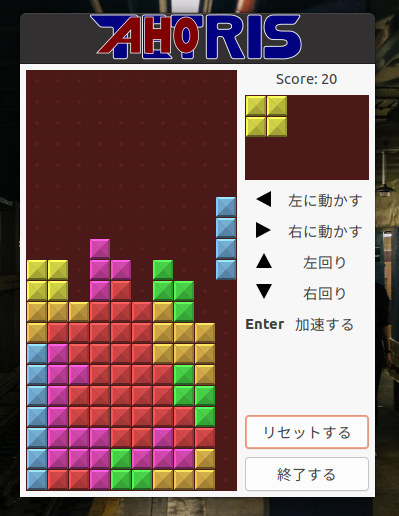 AHOTETRIS
Score: 20
左に動かす
右に動かす
左回り
右回り
Enter 加速する
リセットする
終了する